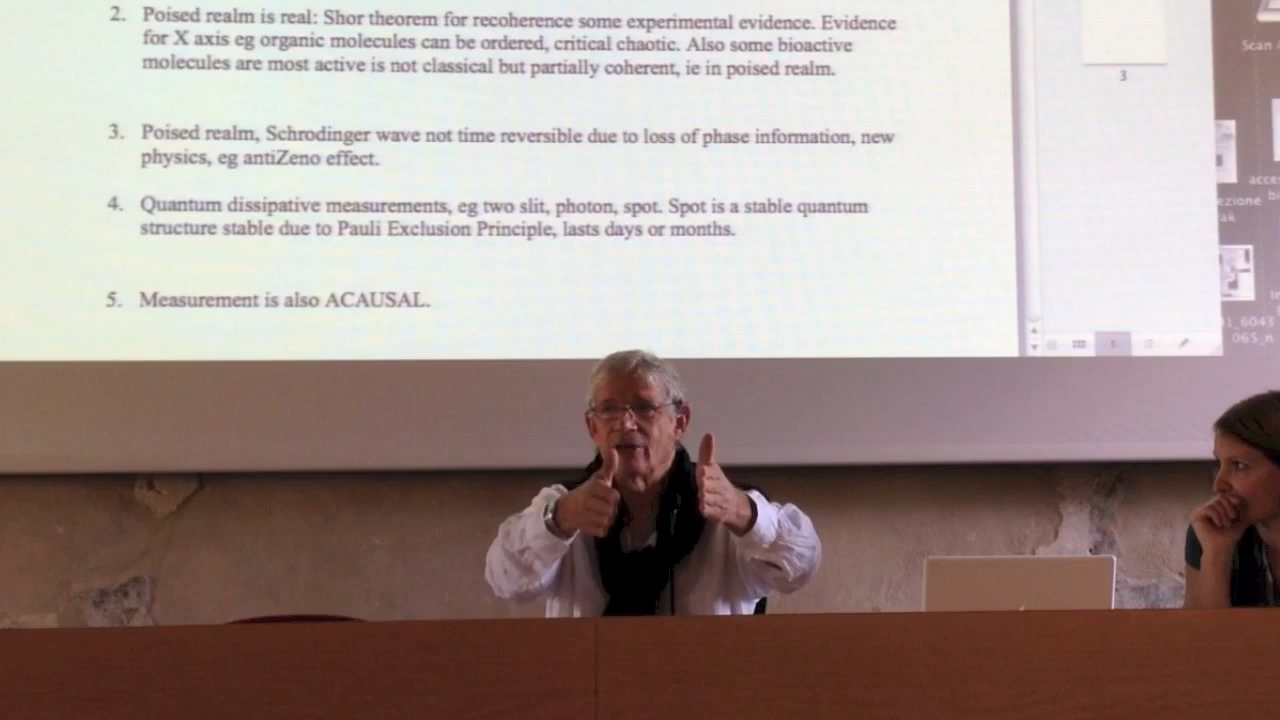 2. Poised realm is real: Shor theorem for recoherence some experimental evidence. Evidence
for X axis eg organic molecules can be ordered, critical chaotic. Also some bioactive
molecules are most active is not classical but partially coherent, ie in poised realm.
3. Poised realm, Schrodinger wave not time reversible due to loss of phase information, new
physics, eg antiZeno effect.
4. Quantum dissipative measurements, eg two slit, photon, spot. Spot is a stable quantum
structure stable due to Pauli Exclusion Principle, lasts days or months.
5. Measurement is also ACAUSAL.
3
Scan
acce
ezione
ak
065_n